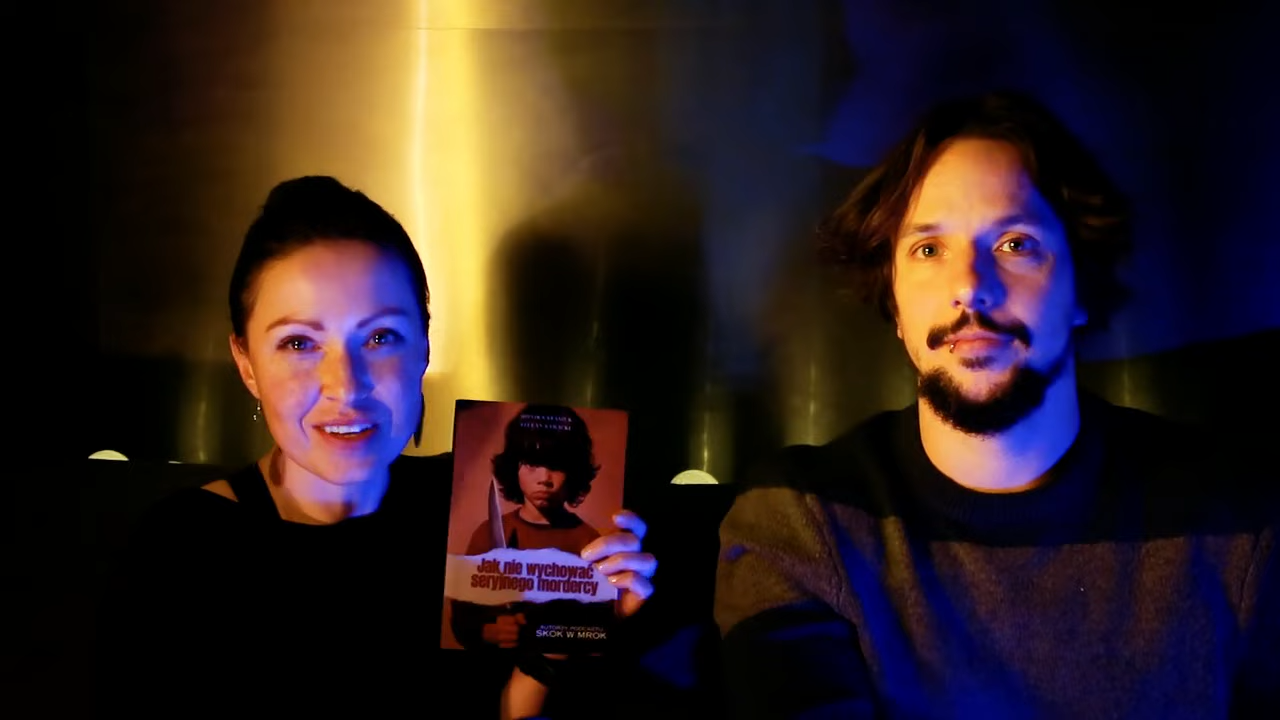 Jak nie wychować
seryjnego mordercy
AUTORZY PODCASTU
SKOK W MROK